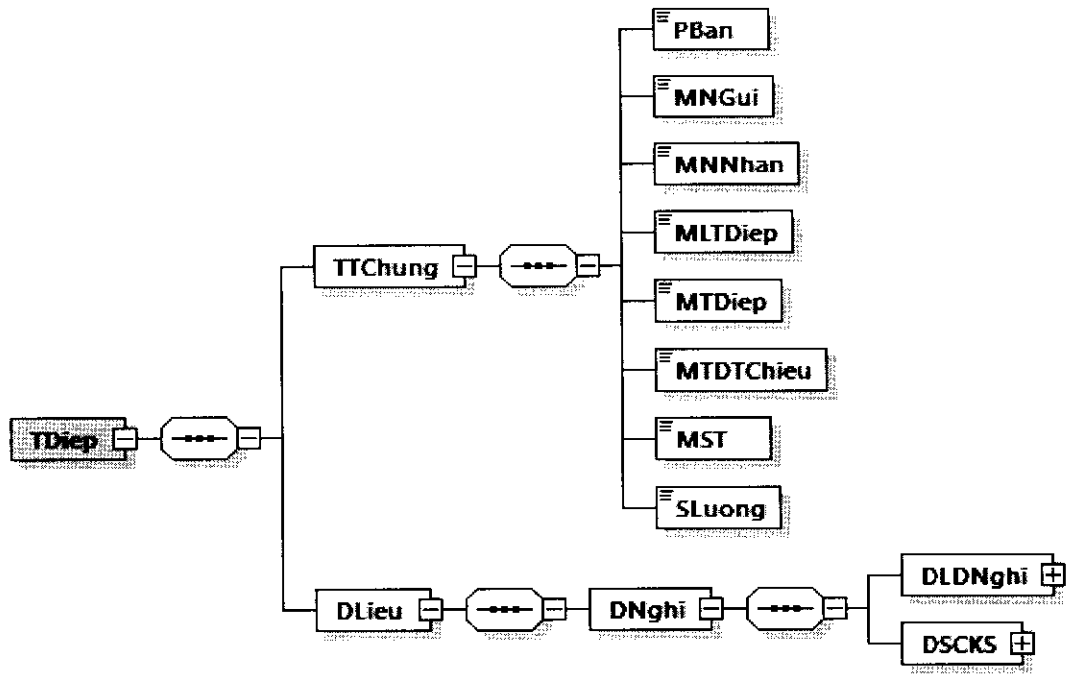 PBan
MNGui
MNNhan
MLTDiep
TTChung
MTDiep
MTDTChieu
TDiep
MST
SLuong
DLieu
DNghi
DLDNghi
DSCKS